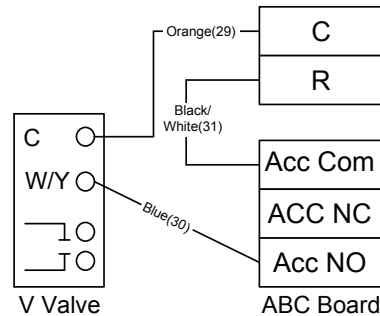 Orange(29)
C
R
Black/
White(31)
C
Acc Com
W/Y
ACC NC
Blue(30)
Acc NO
V Valve
ABC Board